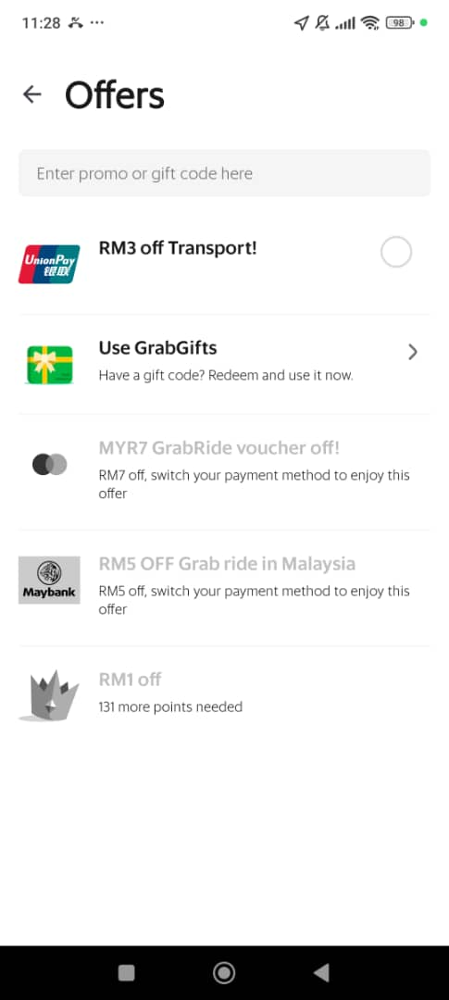 11:28
98
Offers
Enter promo or gift code here
UnionPay
银联
RM3 off Transport!
Use GrabGifts
Have a gift code? Redeem and use it now.
MYR7 GrabRide voucher off!
RM7 off, switch your payment method to enjoy this
offer
Maybank
RM5 OFF Grab ride in Malaysia
RM5 off, switch your payment method to enjoy this
offer
RM1 off
131 more points needed